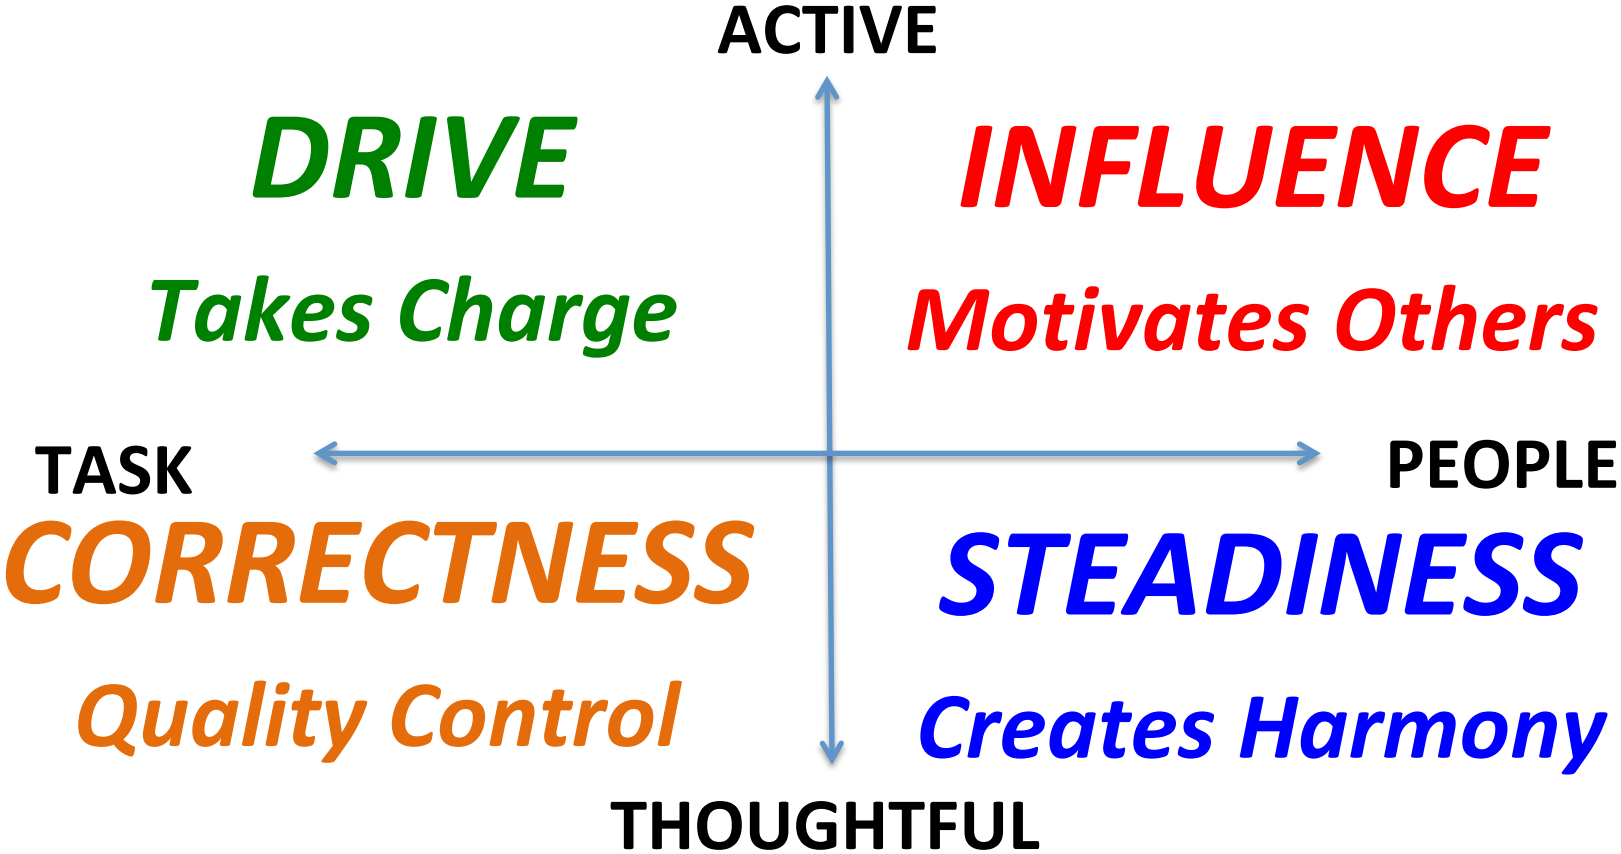 ACTIVE
DRIVE
Takes Charge
INFLUENCE
Motivates Others
TASK
PEOPLE
CORRECTNESS
Quality Control
STEADINESS
Creates Harmony
THOUGHTFUL